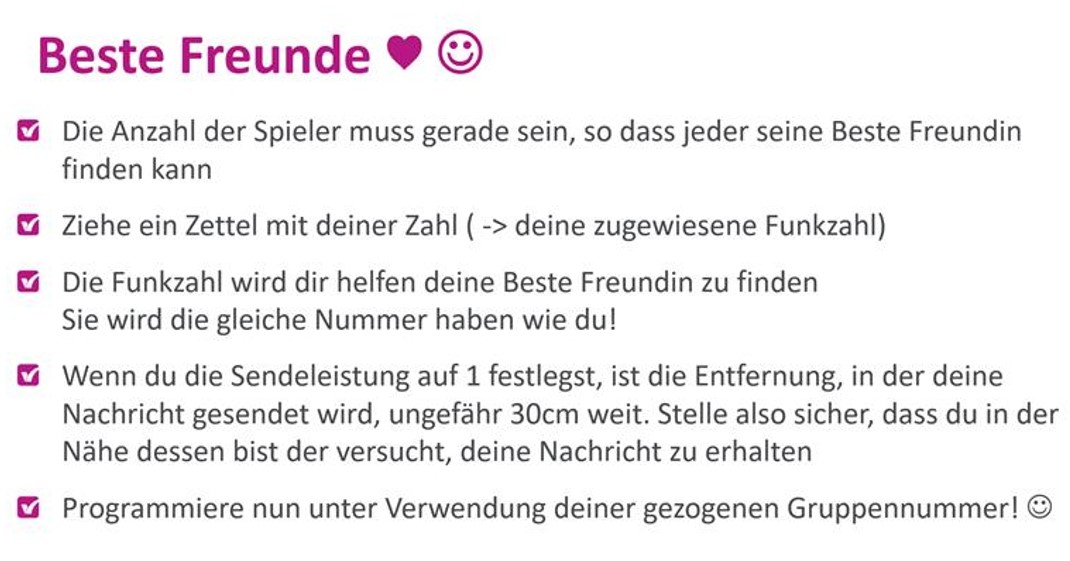 Beste Freunde ♥ ☺
Die Anzahl der Spieler muss gerade sein, so dass jeder seine Beste Freundin
finden kann
Ziehe ein Zettel mit deiner Zahl ( -> deine zugewiesene Funkzahl)
Die Funkzahl wird dir helfen deine Beste Freundin zu finden
Sie wird die gleiche Nummer haben wie du!
Wenn du die Sendeleistung auf 1 festlegst, ist die Entfernung, in der deine
Nachricht gesendet wird, ungefähr 30cm weit. Stelle also sicher, dass du in der
Nähe dessen bist der versucht, deine Nachricht zu erhalten
Programmiere nun unter Verwendung deiner gezogenen Gruppennummer! ☺